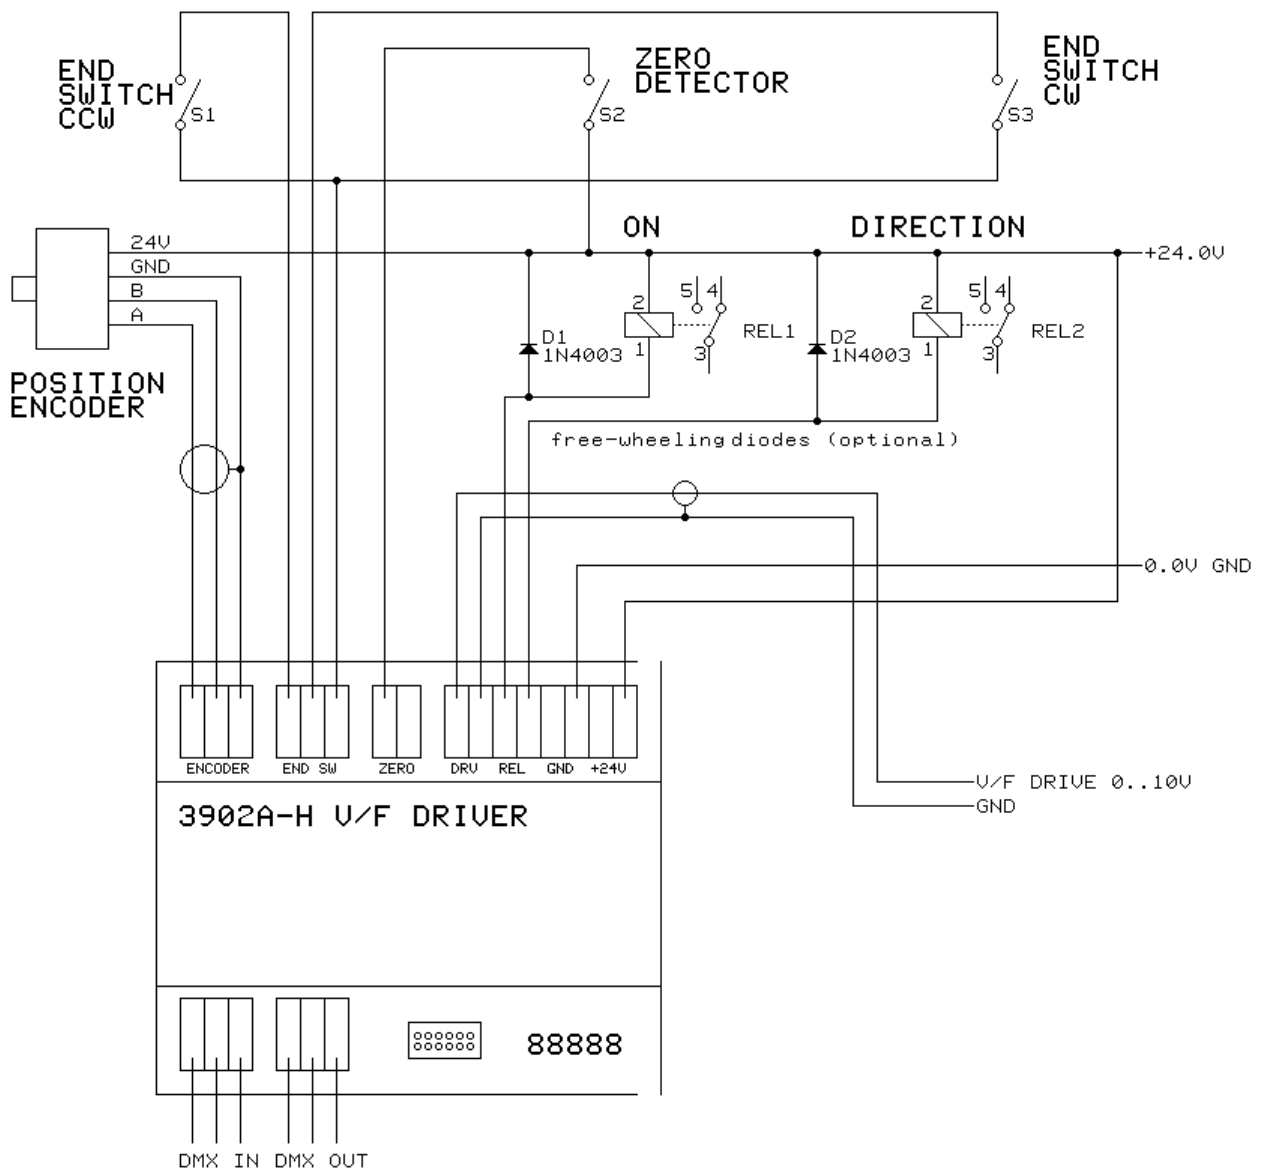 END
SWITCH
CCW
S1
ZERO
DETECTOR
S2
END
SWITCH
CW
S3
24V
GND
B
A
POSITION
ENCODER
ON
DIRECTION
+24.0V
D1
1N4003
2
1
5 4
3
REL1
D2
1N4003
2
1
5 4
3
REL2
free-wheeling diodes (optional)
0.0V GND
ENCODER
END SW
ZERO
DRV
REL
GND
+24V
V/F DRIVE 0..10V
GND
3902A-H V/F DRIVER
88888
DMX IN
DMX OUT